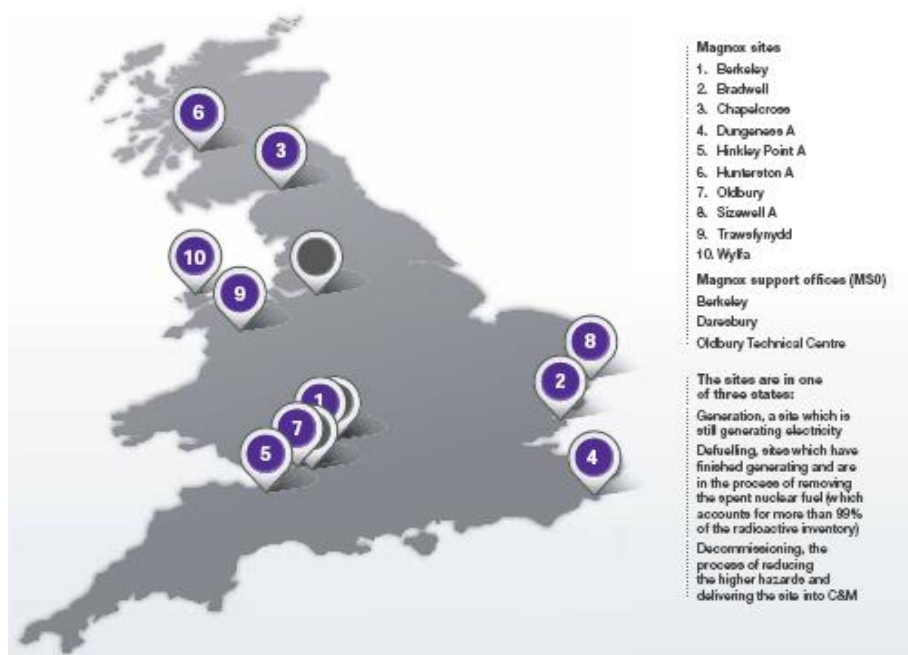 6
3
10
9
8
2
1
7
5
4
Magnox sites
1. Berkeley
2. Bradwell
3. Chapelcross
4. Dungeness A
5. Hinkley Point A
6. Hunterston A
7. Oldbury
8. Sizewell A
9. Trawsfynydd
10. Wylfa
Magnox support offices (MS0)
Berkeley
Daresbury
Oldbury Technical Centre
The sites are in one
of three states:
Generation, a site which is
still generating electricity
Defuelling, sites which have
finished generating and are
in the process of removing
the spent nuclear fuel (which
accounts for more than 99%
of the radioactive inventory)
Decommissioning, the
process of reducing
the higher hazards and
delivering the site into C&M